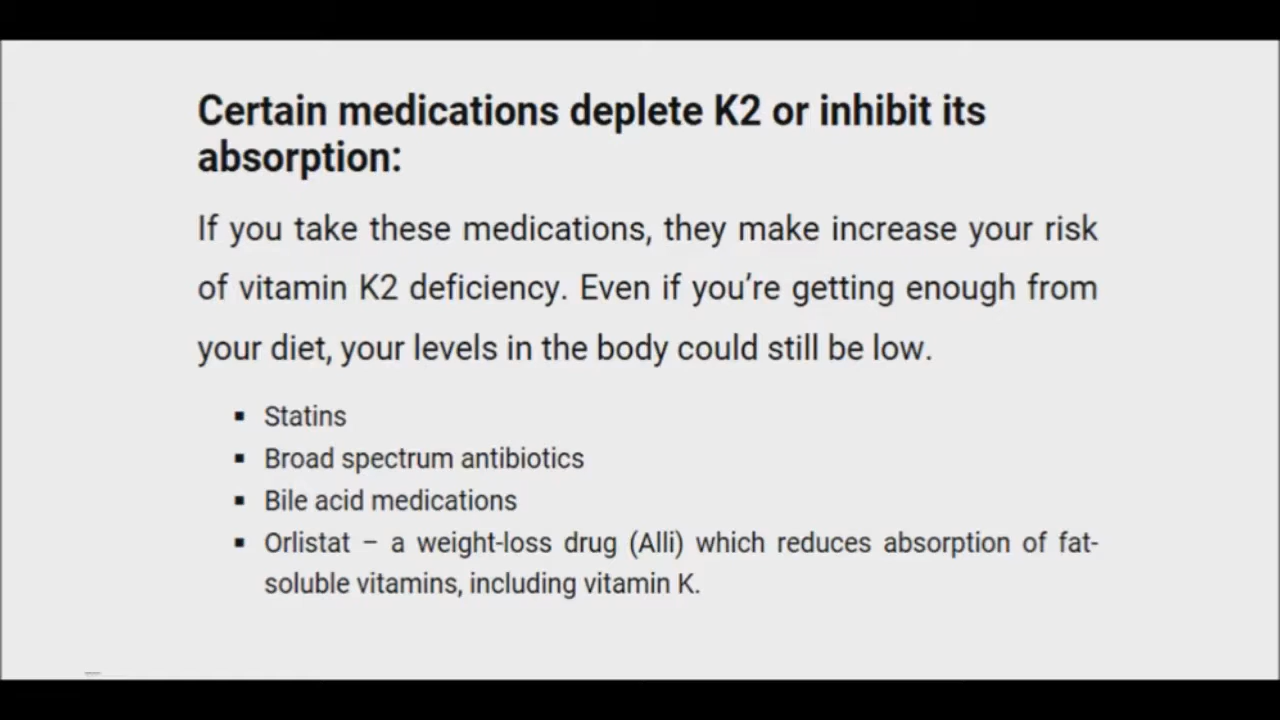 Certain medications deplete K2 or inhibit its
absorption:
If you take these medications, they make increase your risk
of vitamin K2 deficiency. Even if you’re getting enough from
your diet, your levels in the body could still be low.
▪ Statins
▪ Broad spectrum antibiotics
▪ Bile acid medications
▪ Orlistat – a weight-loss drug (Alli) which reduces absorption of fat-
soluble vitamins, including vitamin K.